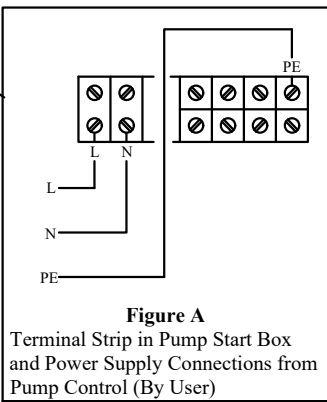 PE
L N
L
N
PE
Figure A
Terminal Strip in Pump Start Box
and Power Supply Connections from
Pump Control (By User)